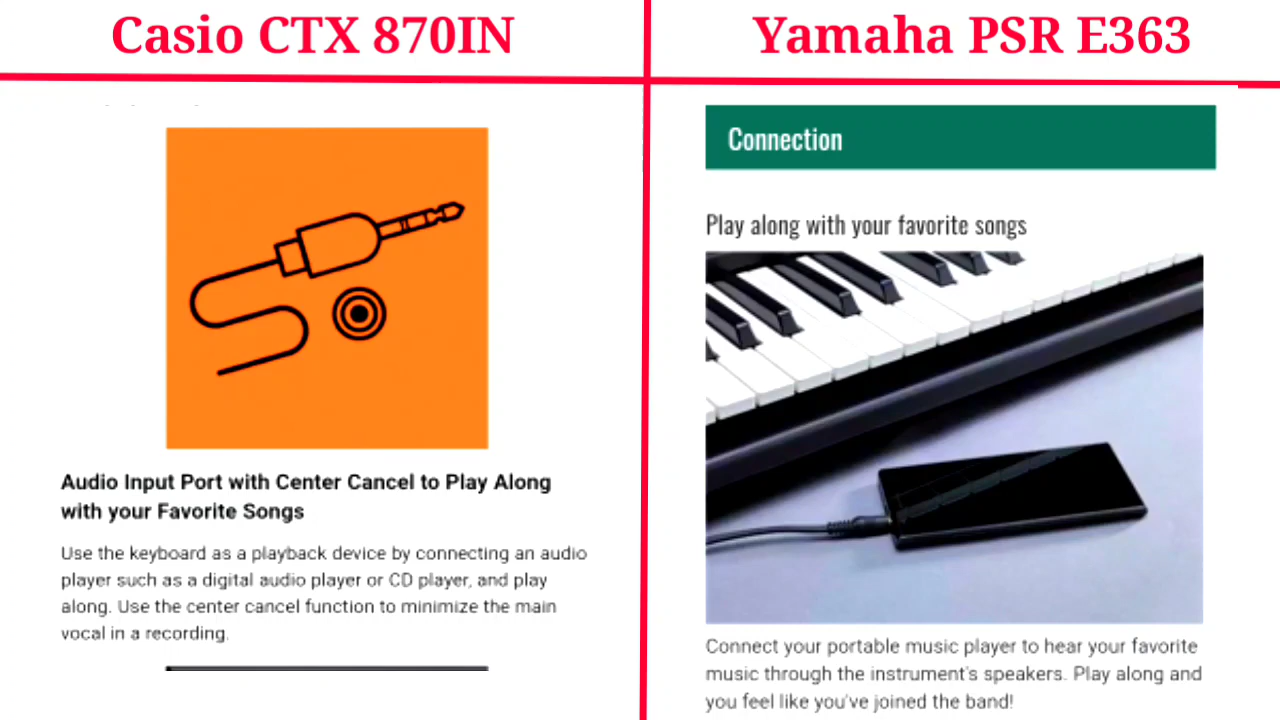 Casio CTX 870IN
Audio Input Port with Center Cancel to Play Along
with your Favorite Songs
Use the keyboard as a playback device by connecting an audio
player such as a digital audio player or CD player, and play
along. Use the center cancel function to minimize the main
vocal in a recording.
Yamaha PSR E363
Connection
Play along with your favorite songs
Connect your portable music player to hear your favorite
music through the instrument's speakers. Play along and
you feel like you've joined the band!